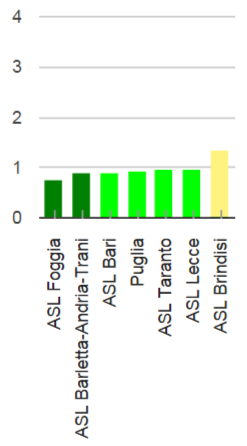 4
3
2
1
0
ASL Foggia
ASL Barletta-Andria-Trani
ASL Bari
Puglia
ASL Taranto
ASL Lecce
ASL Brindisi